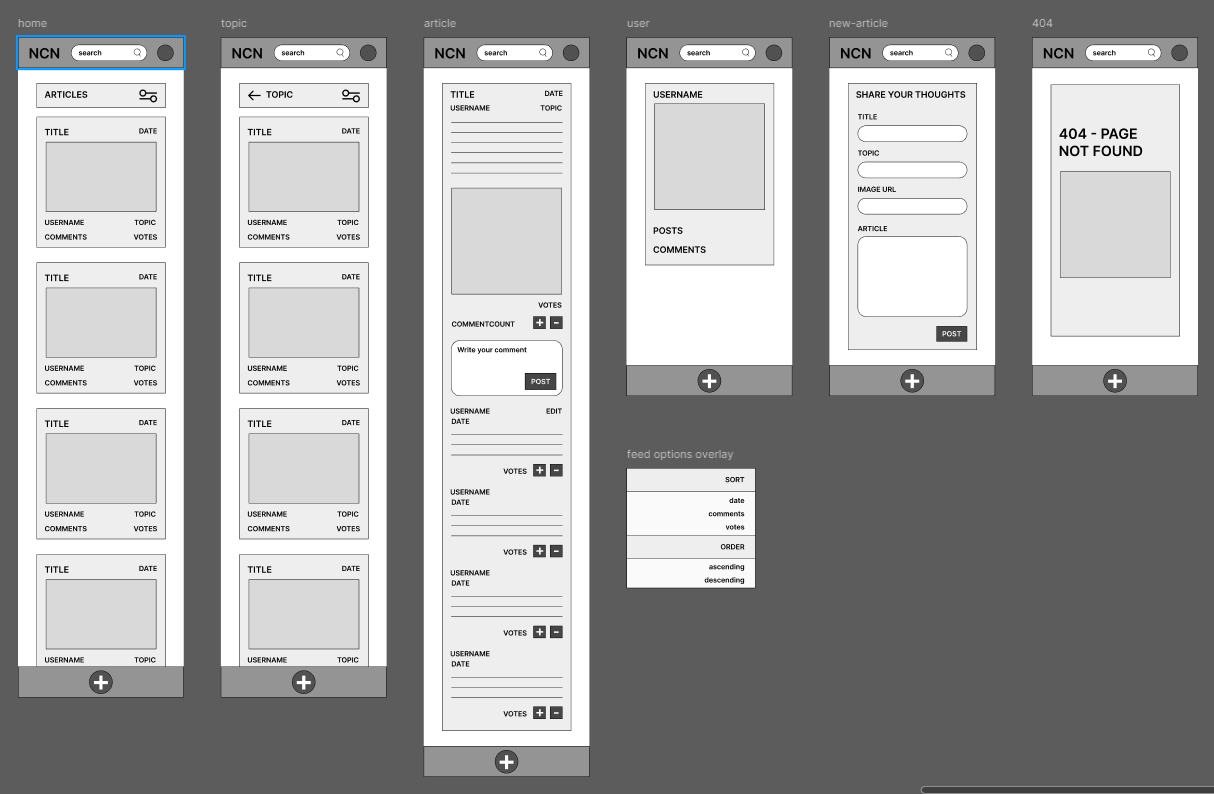 home
NCN
search
ARTICLES
TITLE DATE
USERNAME TOPIC
COMMENTS VOTES
TITLE DATE
USERNAME TOPIC
COMMENTS VOTES
TITLE DATE
USERNAME TOPIC
COMMENTS VOTES
TITLE DATE
USERNAME TOPIC
topic
NCN
search
TOPIC
TITLE DATE
USERNAME TOPIC
COMMENTS VOTES
TITLE DATE
USERNAME TOPIC
COMMENTS VOTES
TITLE DATE
USERNAME TOPIC
COMMENTS VOTES
TITLE DATE
USERNAME TOPIC
article
NCN
search
TITLE DATE
USERNAME TOPIC
VOTES
COMMENTCOUNT + -
Write your comment
POST
USERNAME EDIT
DATE
VOTES + -
USERNAME
DATE
VOTES + -
USERNAME
DATE
VOTES + -
USERNAME
DATE
VOTES + -
user
NCN
search
USERNAME
POSTS
COMMENTS
new-article
NCN
search
SHARE YOUR THOUGHTS
TITLE
TOPIC
IMAGE URL
ARTICLE
POST
404
NCN
search
404 - PAGE
NOT FOUND
feed options overlay
SORT
date
comments
votes
ORDER
ascending
descending